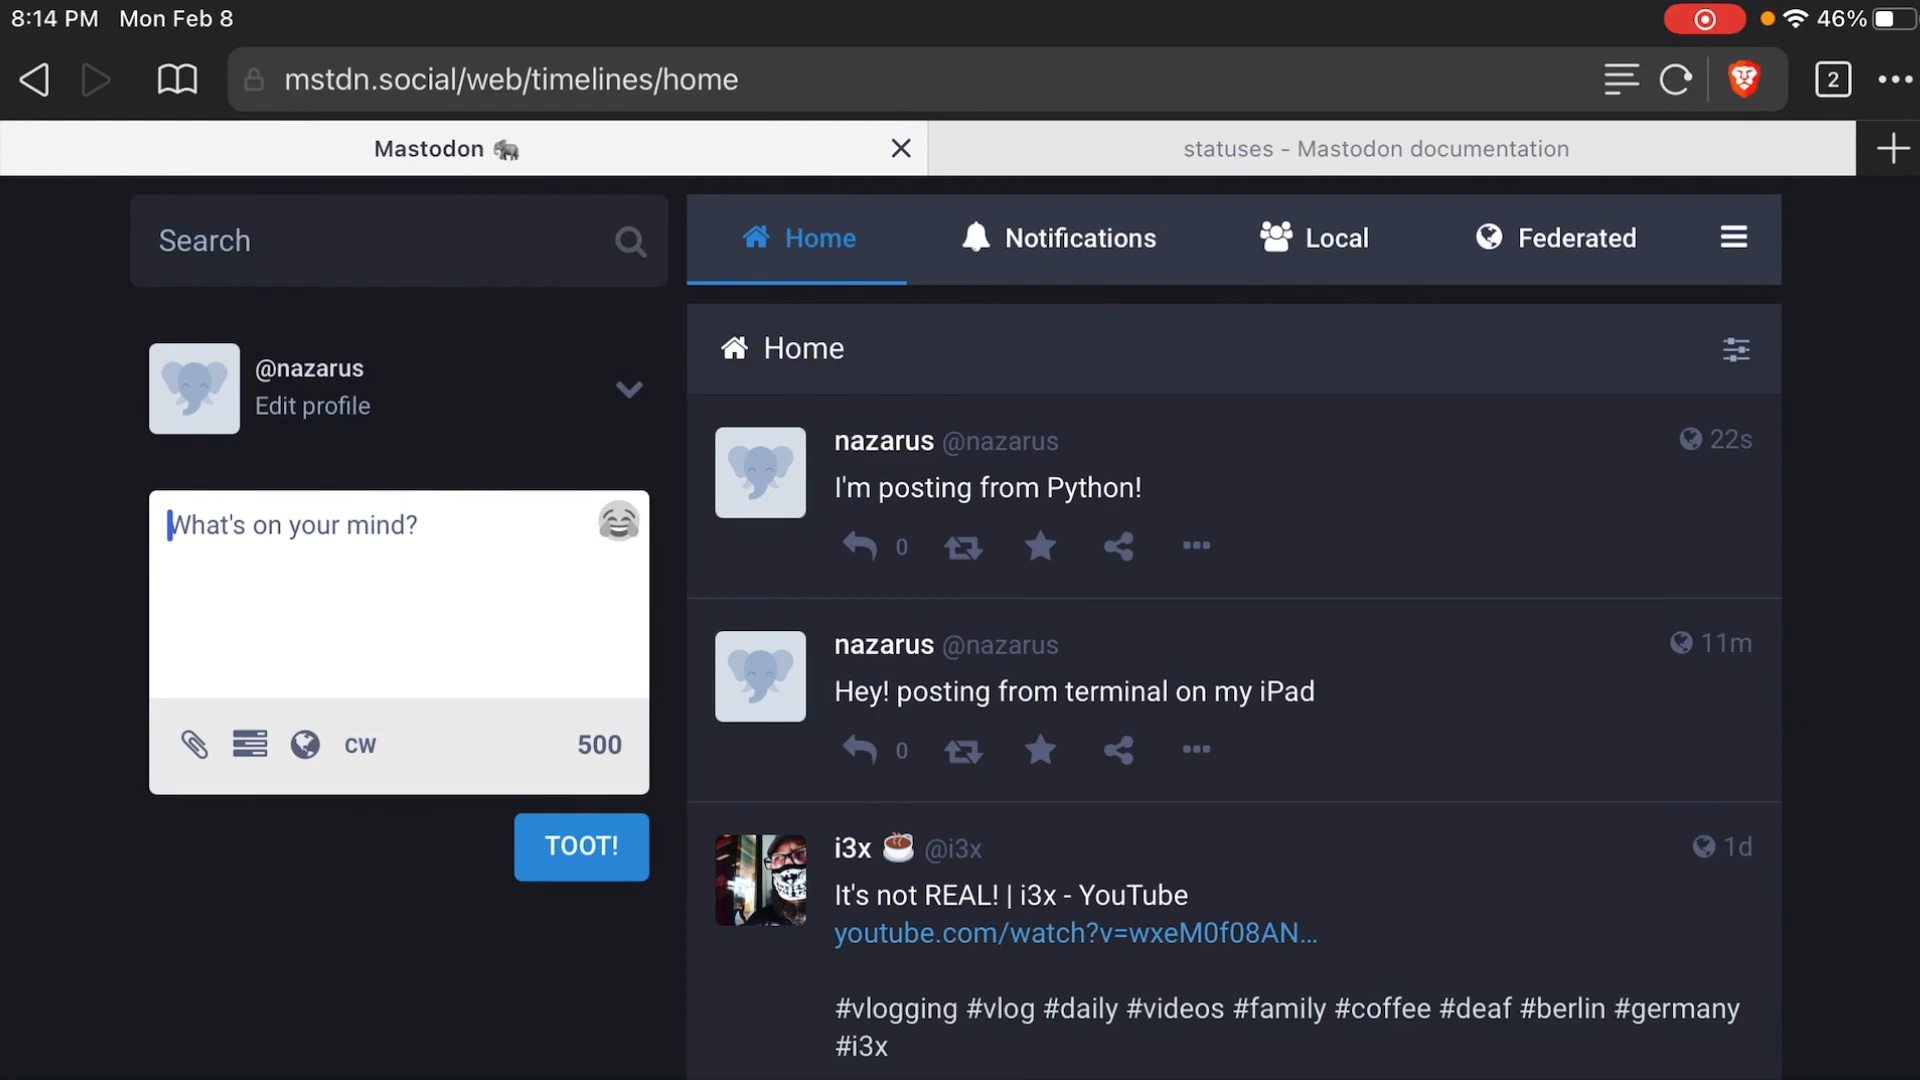 8:14 PM Mon Feb 8
46%
mstdn.social/web/timelines/home
2
Mastodon 🐘
statuses - Mastodon documentation
Search
Home
Notifications
Local
Federated
@nazarus
Edit profile
What's on your mind?
CW
500
TOOT!
Home
nazarus @nazarus
22s
I'm posting from Python!
0
nazarus @nazarus
11m
Hey! posting from terminal on my iPad
0
i3x ☕ @i3x
1d
It's not REAL! | i3x - YouTube
youtube.com/watch?v=wxeM0f08AN…
#vlogging #vlog #daily #videos #family #coffee #deaf #berlin #germany
#i3x